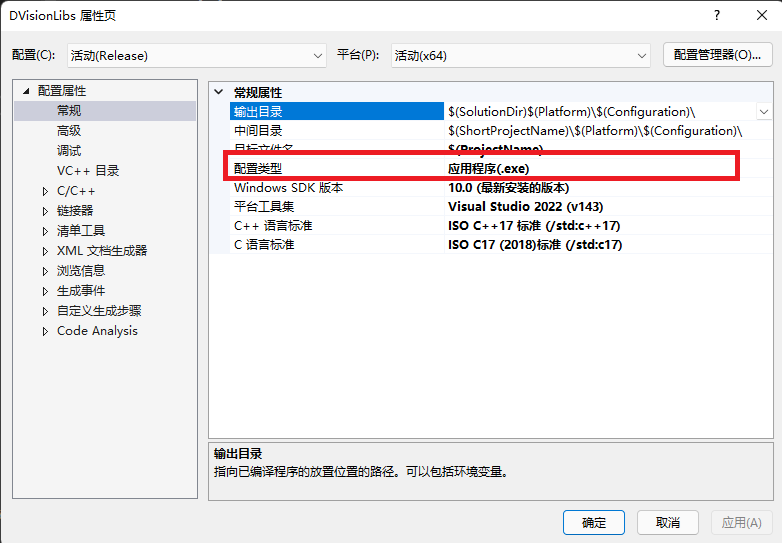 DVisionLibs 属性页
配置(C): 活动(Release) 平台(P): 活动(x64) 配置管理器(O)...
配置属性
常规
高级
调试
VC++ 目录
C/C++
链接器
清单工具
XML 文档生成器
浏览信息
生成事件
自定义生成步骤
Code Analysis
常规属性
输出目录 $(SolutionDir)$(Platform)\$(Configuration)\
中间目录 $(ShortProjectName)\$(Platform)\$(Configuration)\
目标文件名 $(ProjectName)
配置类型 应用程序(.exe)
Windows SDK 版本 10.0 (最新安装的版本)
平台工具集 Visual Studio 2022 (v143)
C++ 语言标准 ISO C++17 标准 (/std:c++17)
C 语言标准 ISO C17 (2018)标准 (/std:c17)
输出目录
指向已编译程序的放置位置的路径。可以包括环境变量。
确定 取消 应用(A)